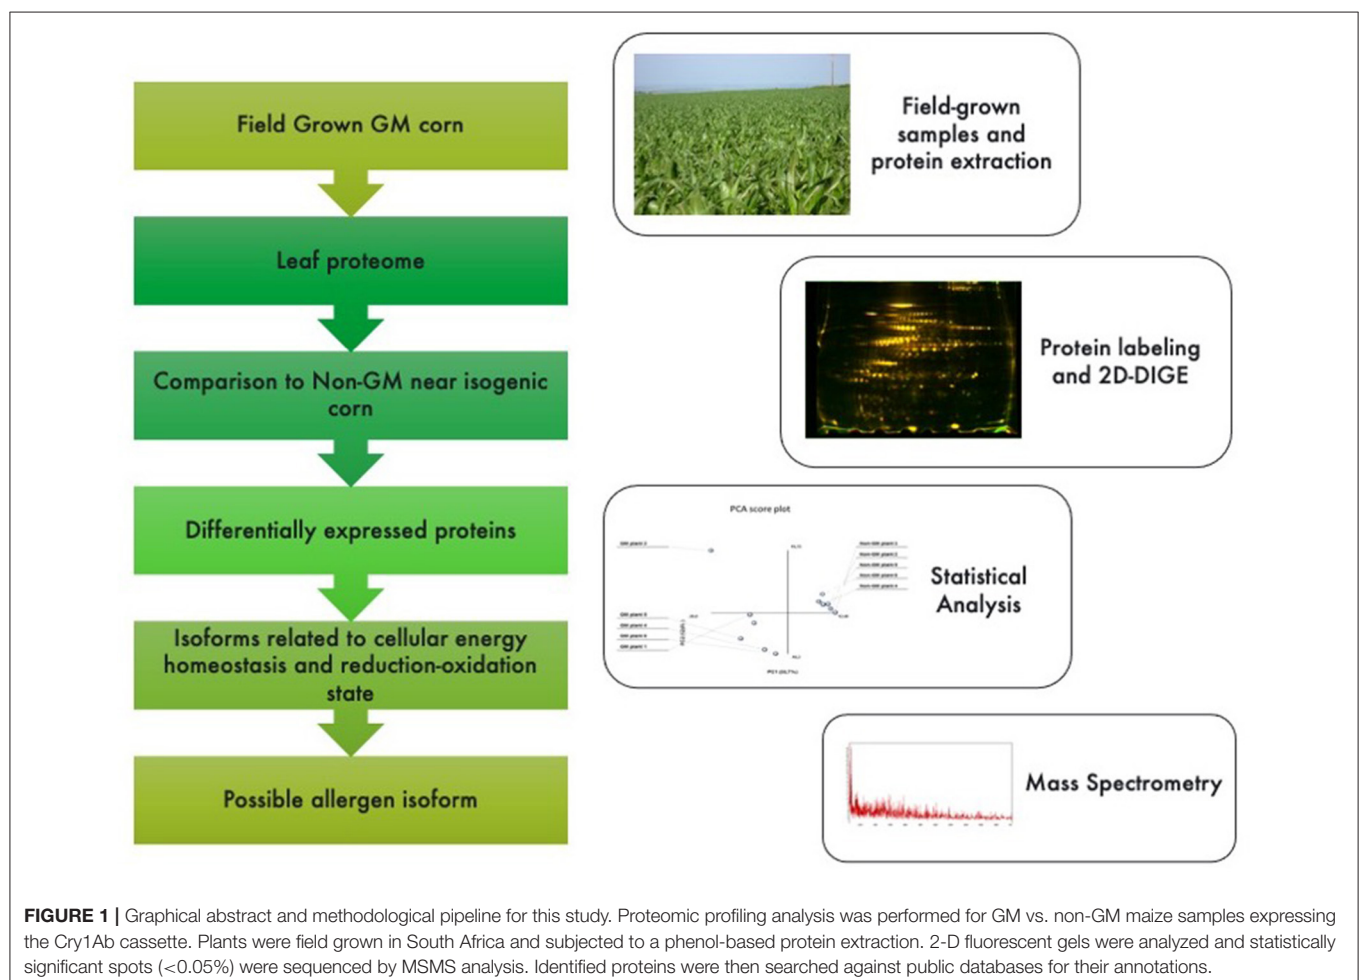 Field Grown GM corn
Leaf proteome
Comparison to Non-GM near isogenic
corn
Differentially expressed proteins
Isoforms related to cellular energy
homeostasis and reduction-oxidation
state
Possible allergen isoform
Field-grown
samples and
protein extraction
Protein labeling
and 2D-DIGE
PCA score plot
Statistical
Analysis
Mass Spectrometry
FIGURE 1 | Graphical abstract and methodological pipeline for this study. Proteomic profiling analysis was performed for GM vs. non-GM maize samples expressing
the Cry1Ab cassette. Plants were field grown in South Africa and subjected to a phenol-based protein extraction. 2-D fluorescent gels were analyzed and statistically
significant spots (<0.05%) were sequenced by MSMS analysis. Identified proteins were then searched against public databases for their annotations.